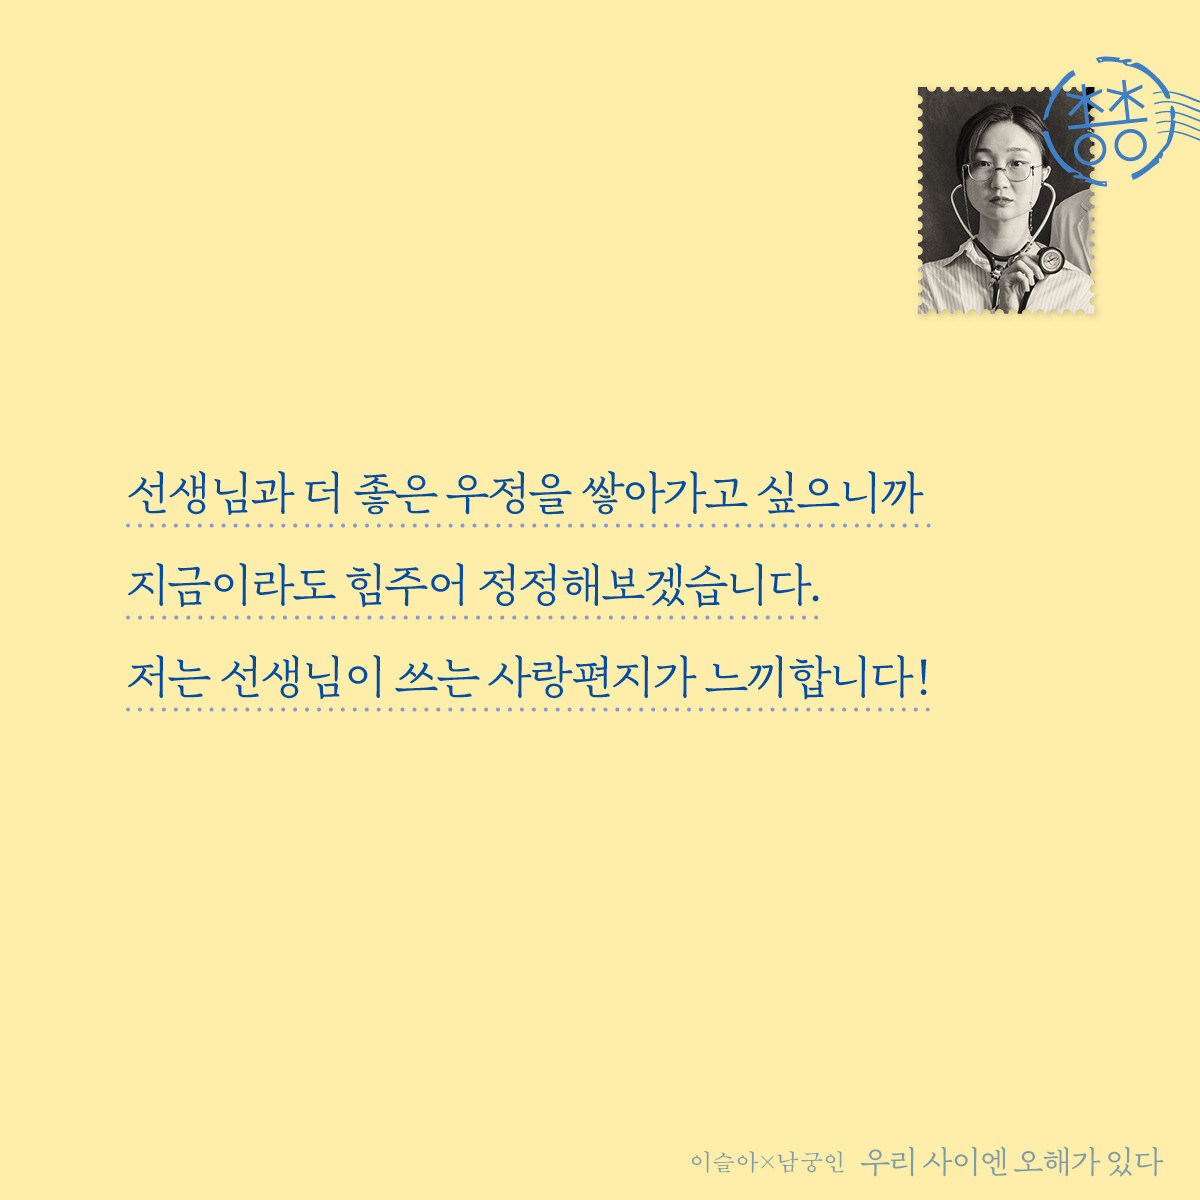 총총
선생님과 더 좋은 우정을 쌓아가고 싶으니까
지금이라도 힘주어 정정해보겠습니다.
저는 선생님이 쓰는 사랑편지가 느끼합니다!
이슬아×남궁인 우리 사이엔 오해가 있다